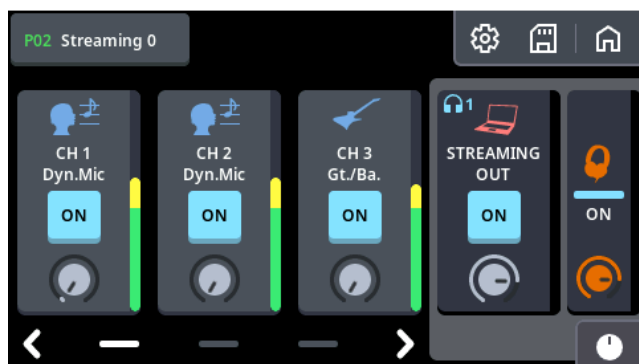 P02 Streaming 0
CH 1
Dyn.Mic
ON
CH 2
Dyn.Mic
ON
CH 3
Gt./Ba.
ON
1
STREAMING
OUT
ON
ON